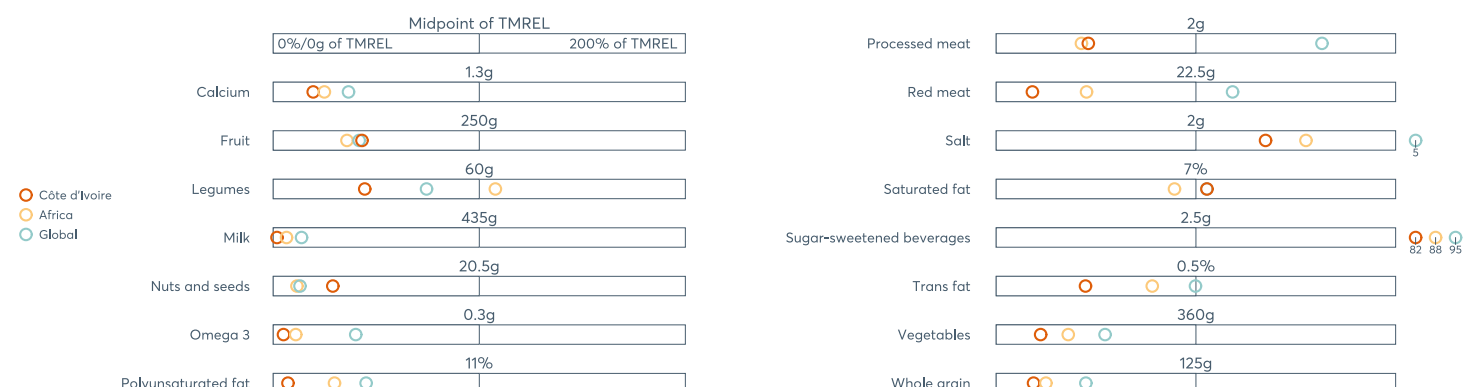 Midpoint of TMREL
0%/0g of TMREL 200% of TMREL
1.3g
Calcium
250g
Fruit
60g
Legumes
435g
Milk
20.5g
Nuts and seeds
0.3g
Omega 3
11%
Polyunsaturated fat
Côte d'Ivoire
Africa
Global
2g
Processed meat
22.5g
Red meat
2g
Salt
5
7%
Saturated fat
2.5g
Sugar-sweetened beverages
82 88 95
0.5%
Trans fat
360g
Vegetables
125g
Whole grain